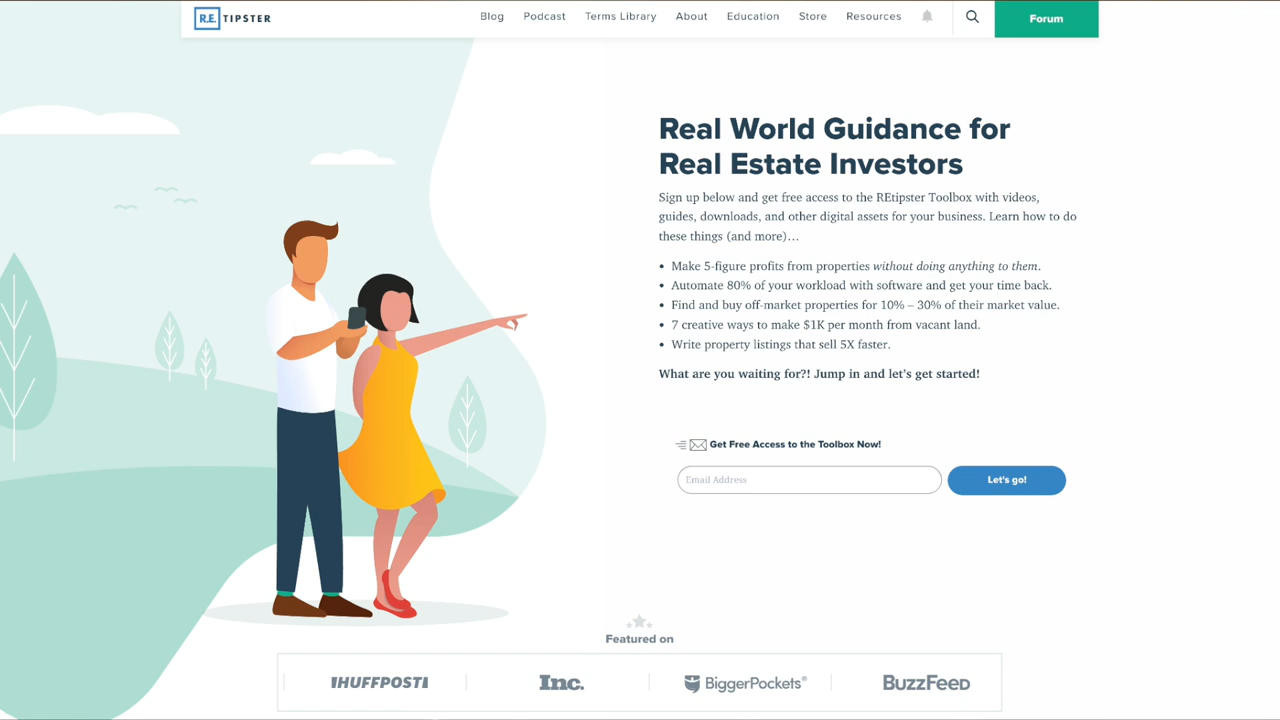 R.E. TIPSTER
Blog Podcast Terms Library About Education Store Resources Forum
Real World Guidance for
Real Estate Investors
Sign up below and get free access to the REtipster Toolbox with videos,
guides, downloads, and other digital assets for your business. Learn how to do
these things (and more)…
• Make 5-figure profits from properties without doing anything to them.
• Automate 80% of your workload with software and get your time back.
• Find and buy off-market properties for 10% – 30% of their market value.
• 7 creative ways to make $1K per month from vacant land.
• Write property listings that sell 5X faster.
What are you waiting for?! Jump in and let's get started!
Get Free Access to the Toolbox Now!
Email Address Let's go!
Featured on
HUFFPOST Inc. BiggerPockets® BuzzFeed